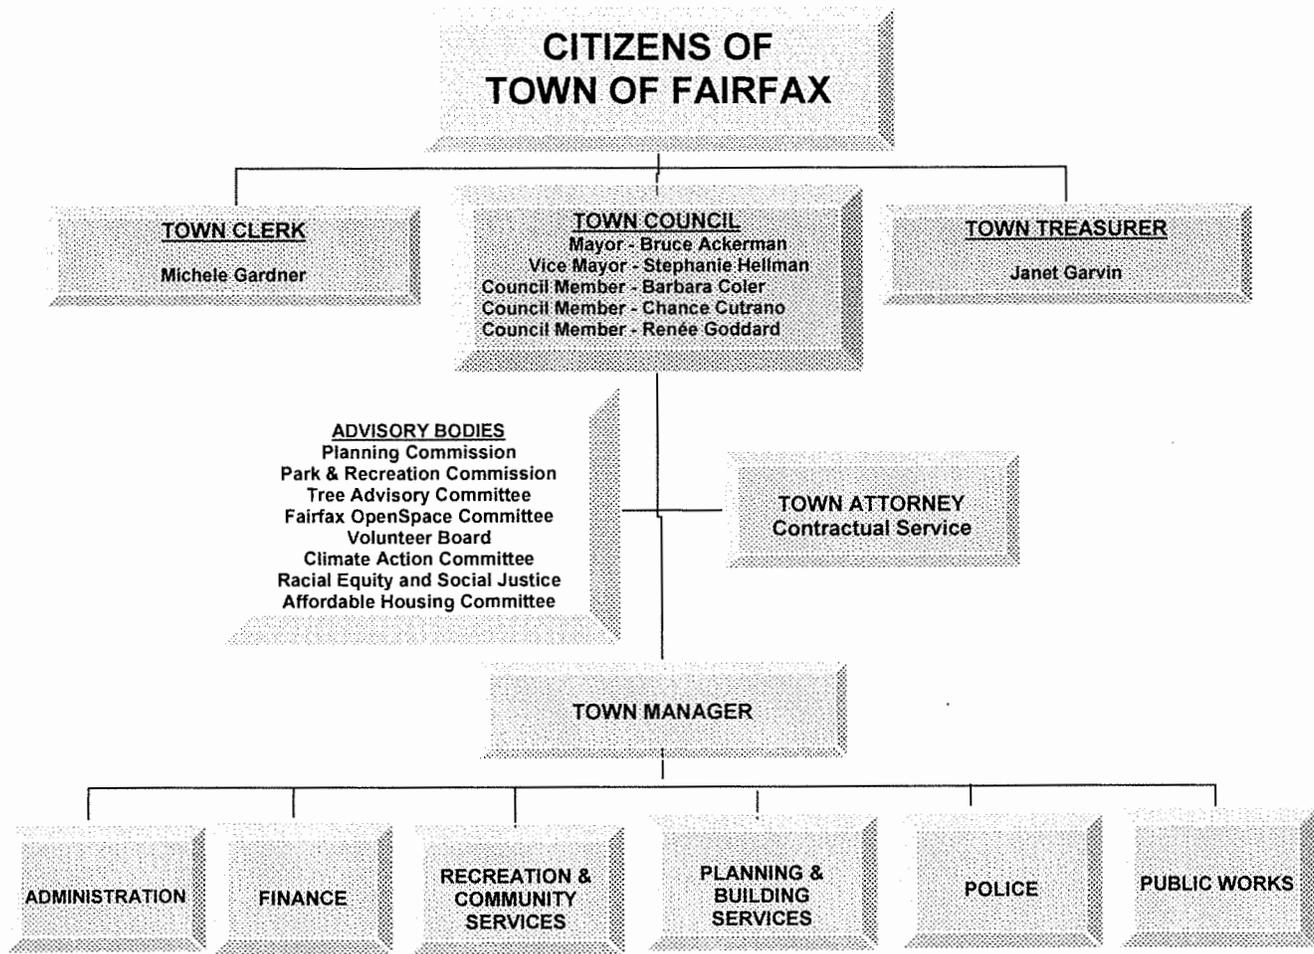 CITIZENS OF
TOWN OF FAIRFAX
TOWN CLERK
Michele Gardner
TOWN COUNCIL
Mayor - Bruce Ackerman
Vice Mayor - Stephanie Hellman
Council Member - Barbara Coler
Council Member - Chance Cutrano
Council Member - Renée Goddard
TOWN TREASURER
Janet Garvin
ADVISORY BODIES
Planning Commission
Park & Recreation Commission
Tree Advisory Committee
Fairfax OpenSpace Committee
Volunteer Board
Climate Action Committee
Racial Equity and Social Justice
Affordable Housing Committee
TOWN ATTORNEY
Contractual Service
TOWN MANAGER
ADMINISTRATION
FINANCE
RECREATION &
COMMUNITY
SERVICES
PLANNING &
BUILDING
SERVICES
POLICE
PUBLIC WORKS